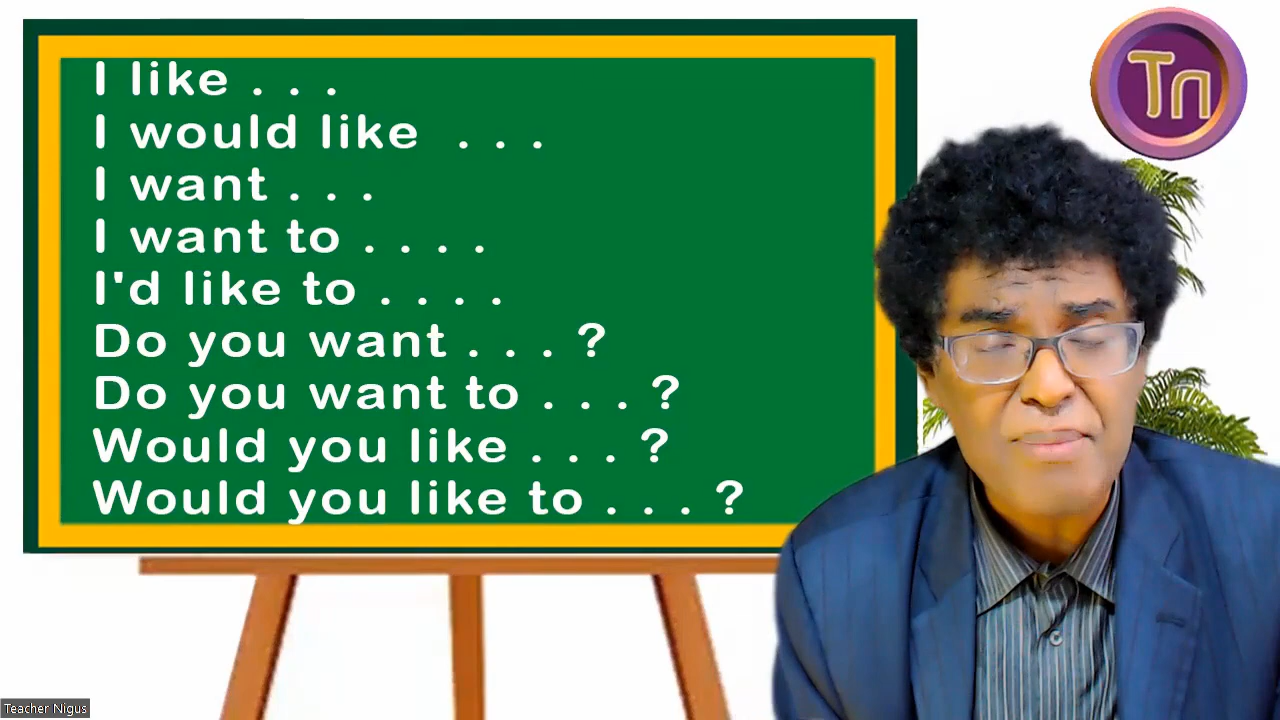 I like . . .
I would like . . .
I want . . .
I want to . . . .
I'd like to . . . .
Do you want . . . ?
Do you want to . . . ?
Would you like . . . ?
Would you like to . . . ?
Tn
Teacher Nigus